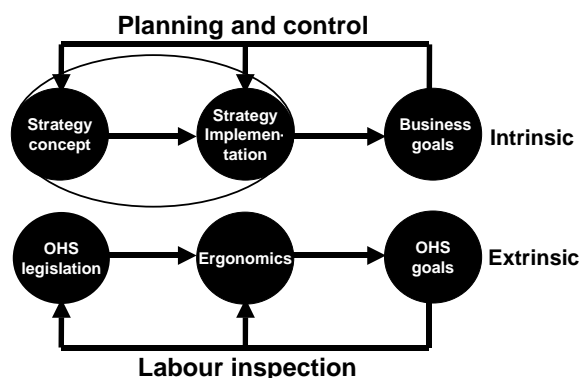 Planning and control
Strategy
concept
Strategy
Implemen-
tation
Business
goals
Intrinsic
OHS
legislation
Ergonomics
OHS
goals
Extrinsic
Labour inspection